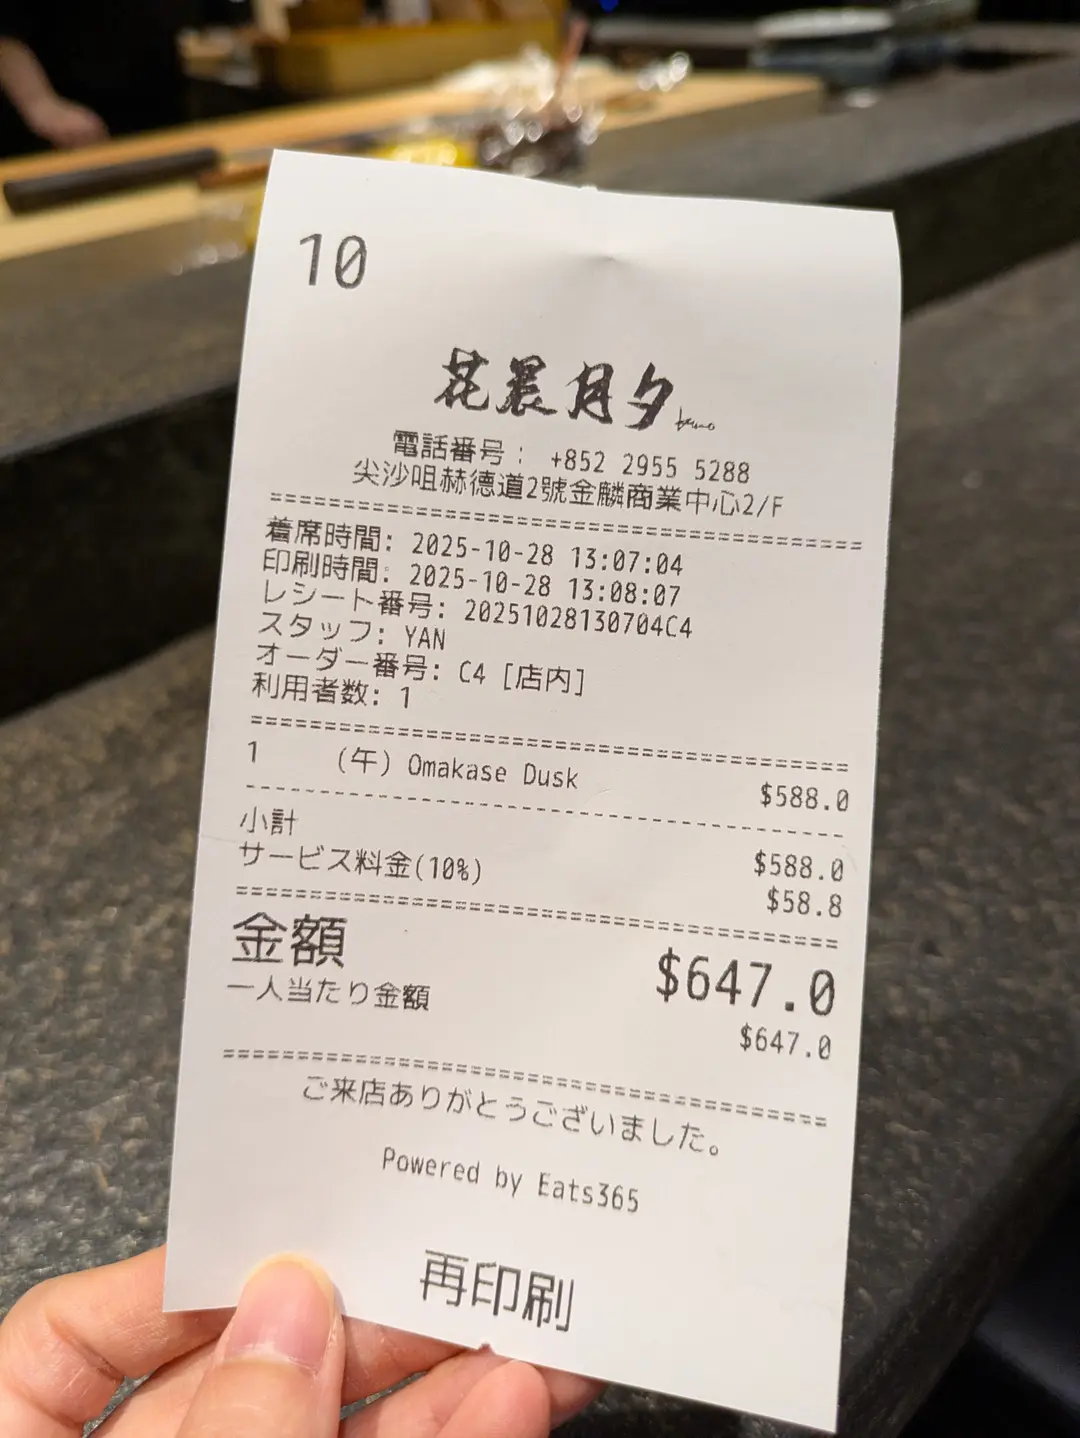 10
花晨月夕
電話番号： +852 2955 5288
尖沙咀赫德道2號金麟商業中心2/F
着席時間: 2025-10-28 13:07:04
印刷時間: 2025-10-28 13:08:07
レシート番号: 20251028130704C4
スタッフ: YAN
オーダー番号: C4 [店内]
利用者数: 1
1 (午) Omakase Dusk $588.0
小計 $588.0
サービス料金(10%) $58.8
金額 $647.0
一人当たり金額 $647.0
ご来店ありがとうございました。
Powered by Eats365
再印刷